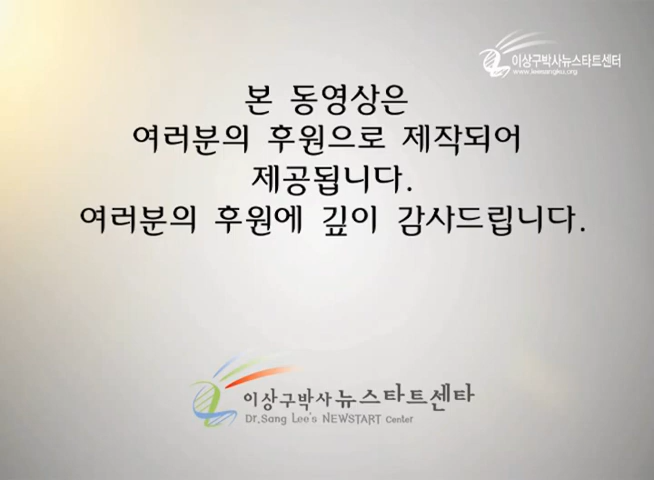 이상구박사뉴스타트센터
www.leesangku.org
본 동영상은
여러분의 후원으로 제작되어
제공됩니다.
여러분의 후원에 깊이 감사드립니다.
이상구박사뉴스타트센타
Dr.Sang Lee's NEWSTART Center